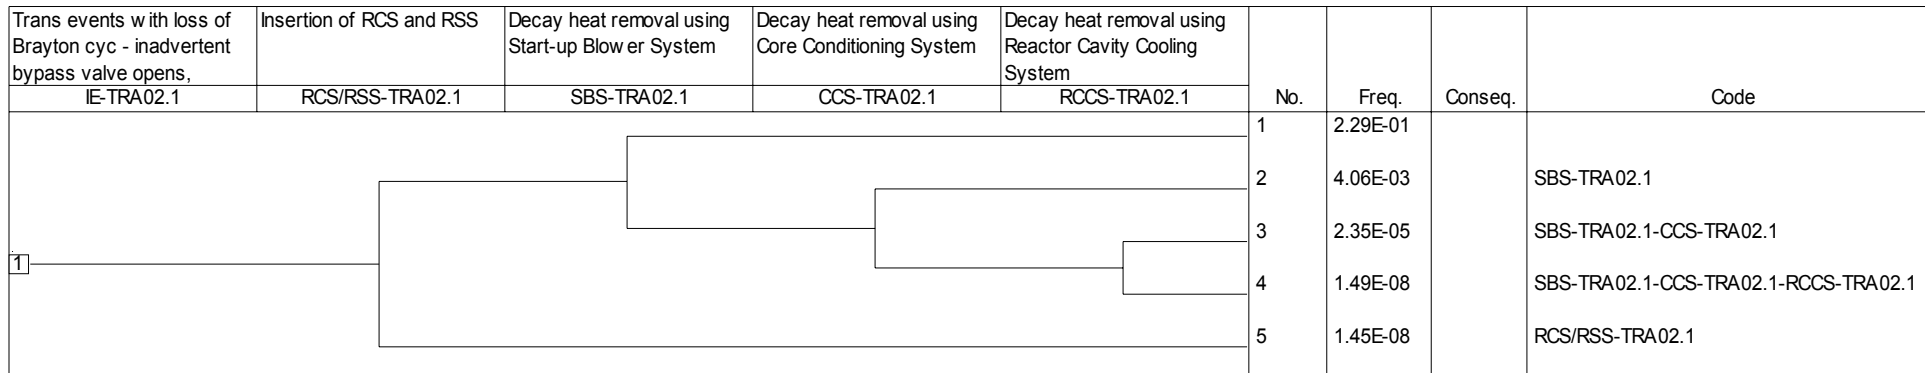 Trans events with loss of
Brayton cyc - inadvertent
bypass valve opens,
Insertion of RCS and RSS
Decay heat removal using
Start-up Blower System
Decay heat removal using
Core Conditioning System
Decay heat removal using
Reactor Cavity Cooling
System
IE-TRA02.1 RCS/RSS-TRA02.1 SBS-TRA02.1 CCS-TRA02.1 RCCS-TRA02.1 No. Freq. Conseq. Code
1 2.29E-01
2 4.06E-03 SBS-TRA02.1
3 2.35E-05 SBS-TRA02.1-CCS-TRA02.1
1
4 1.49E-08 SBS-TRA02.1-CCS-TRA02.1-RCCS-TRA02.1
5 1.45E-08 RCS/RSS-TRA02.1